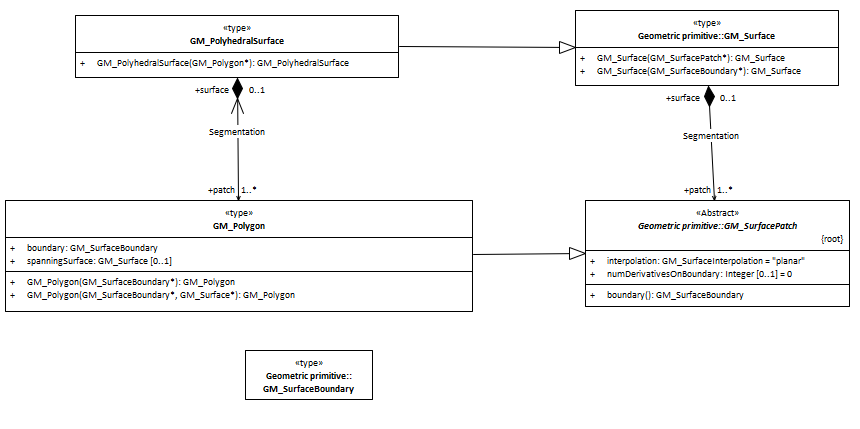 «type»
GM_PolyhedralSurface
+ GM_PolyhedralSurface(GM_Polygon*): GM_PolyhedralSurface
«type»
Geometric primitive::GM_Surface
+ GM_Surface(GM_SurfacePatch*): GM_Surface
+ GM_Surface(GM_SurfaceBoundary*): GM_Surface
+surface 0..1
Segmentation
+patch 1..*
+surface 0..1
Segmentation
+patch 1..*
«type»
GM_Polygon
+ boundary: GM_SurfaceBoundary
+ spanningSurface: GM_Surface [0..1]
+ GM_Polygon(GM_SurfaceBoundary*): GM_Polygon
+ GM_Polygon(GM_SurfaceBoundary*, GM_Surface*): GM_Polygon
«Abstract»
Geometric primitive::GM_SurfacePatch
{root}
+ interpolation: GM_SurfaceInterpolation = "planar"
+ numDerivativesOnBoundary: Integer [0..1] = 0
+ boundary(): GM_SurfaceBoundary
«type»
Geometric primitive::
GM_SurfaceBoundary